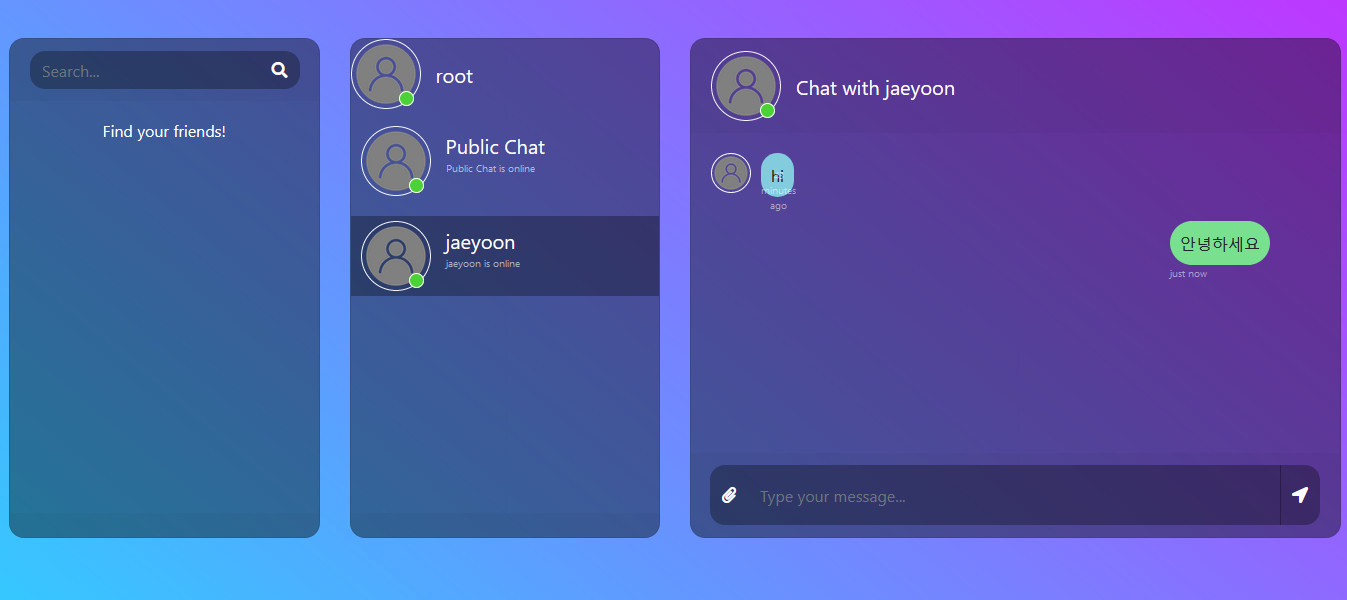 Search...
Find your friends!
root
Public Chat
Public Chat is online
jaeyoon
jaeyoon is online
Chat with jaeyoon
hi
minutes
ago
안녕하세요
just now
Type your message...